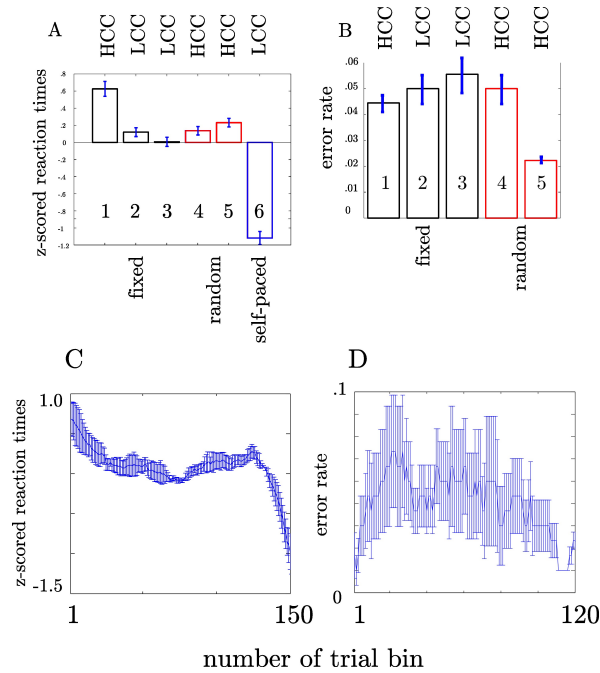 A
HCC LCC LCC HCC HCC LCC
z-scored reaction times
.8
.6
.4
.2
0
-.2
-.4
-.6
-.8
-1
-1.2
1 2 3 4 5 6
fixed random self-paced
B
HCC LCC LCC HCC HCC
error rate
.06
.05
.04
.02
.01
0
1 2 3 4 5
fixed random
C
z-scored reaction times
1.0
-1.5
1 150
D
error rate
.1
0
1 120
number of trial bin